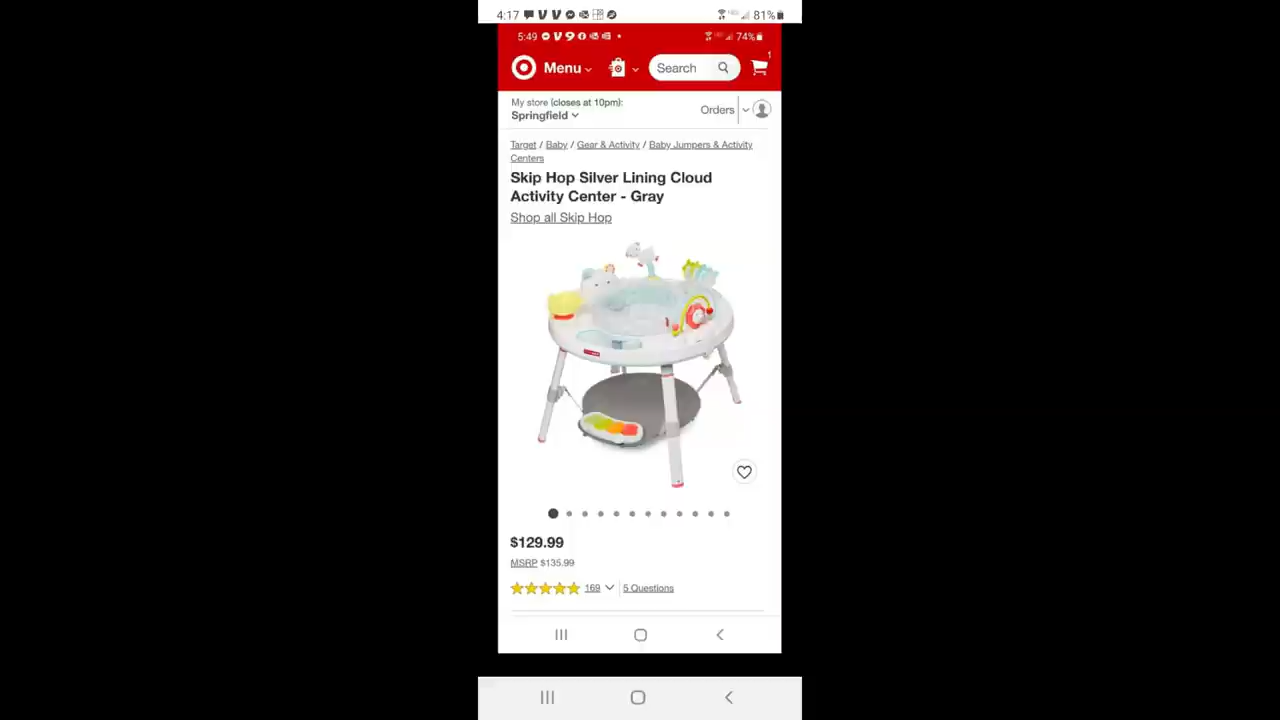 4:17
81%
5:49
74%
Menu
Search
1
My store (closes at 10pm):
Springfield
Orders
Target / Baby / Gear & Activity / Baby Jumpers & Activity
Centers
Skip Hop Silver Lining Cloud
Activity Center - Gray
Shop all Skip Hop
$129.99
MSRP $135.99
169
5 Questions